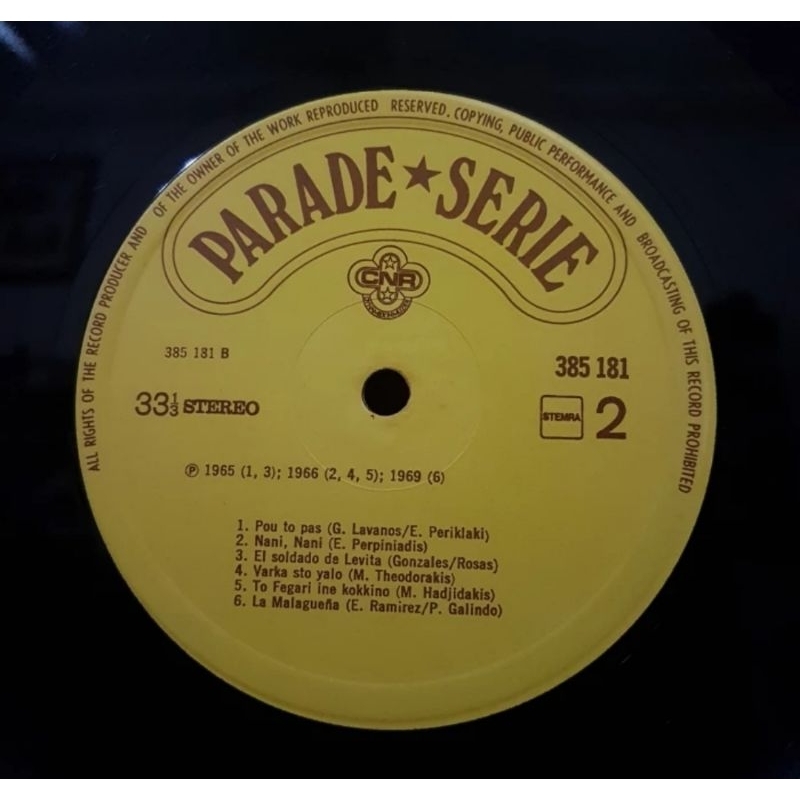 ALL RIGHTS OF THE RECORD PRODUCER AND OF THE OWNER OF THE WORK REPRODUCED RESERVED. COPYING, PUBLIC PERFORMANCE AND BROADCASTING OF THIS RECORD PROHIBITED
PARADE ★ SERIE
CNR
385 181 B
385 181
33⅓ STEREO
STEMRA
2
℗ 1965 (1, 3); 1966 (2, 4, 5); 1969 (6)
1. Pou to pas (G. Lavanos/E. Periklaki)
2. Nani, Nani (E. Perpiniadis)
3. El soldado de Levita (Gonzales/Rosas)
4. Varka sto yalo (M. Theodorakis)
5. To Fegari ine kokkino (M. Hadjidakis)
6. La Malagueña (E. Ramirez/P. Galindo)